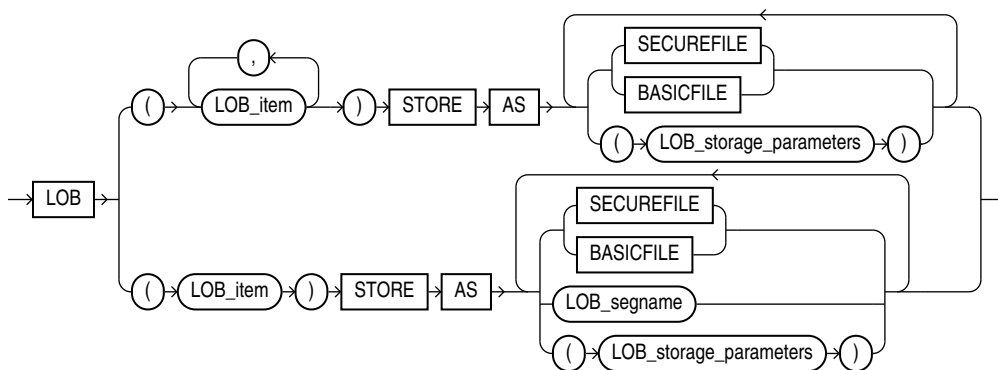 SECUREFILE
,
BASICFILE
( LOB_item ) STORE AS
( LOB_storage_parameters )
LOB
SECUREFILE
BASICFILE
( LOB_item ) STORE AS
LOB_segname
( LOB_storage_parameters )